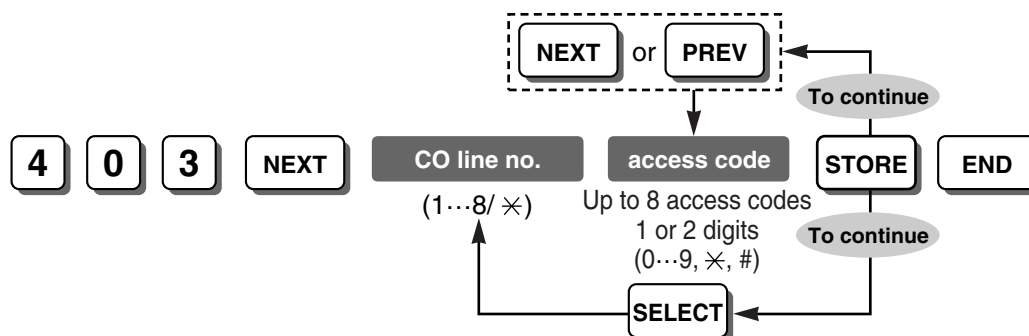 NEXT or PREV
To continue
4 0 3 NEXT CO line no. access code STORE END
(1···8/ ✳) Up to 8 access codes
1 or 2 digits
To continue
(0···9, ✳, #)
SELECT